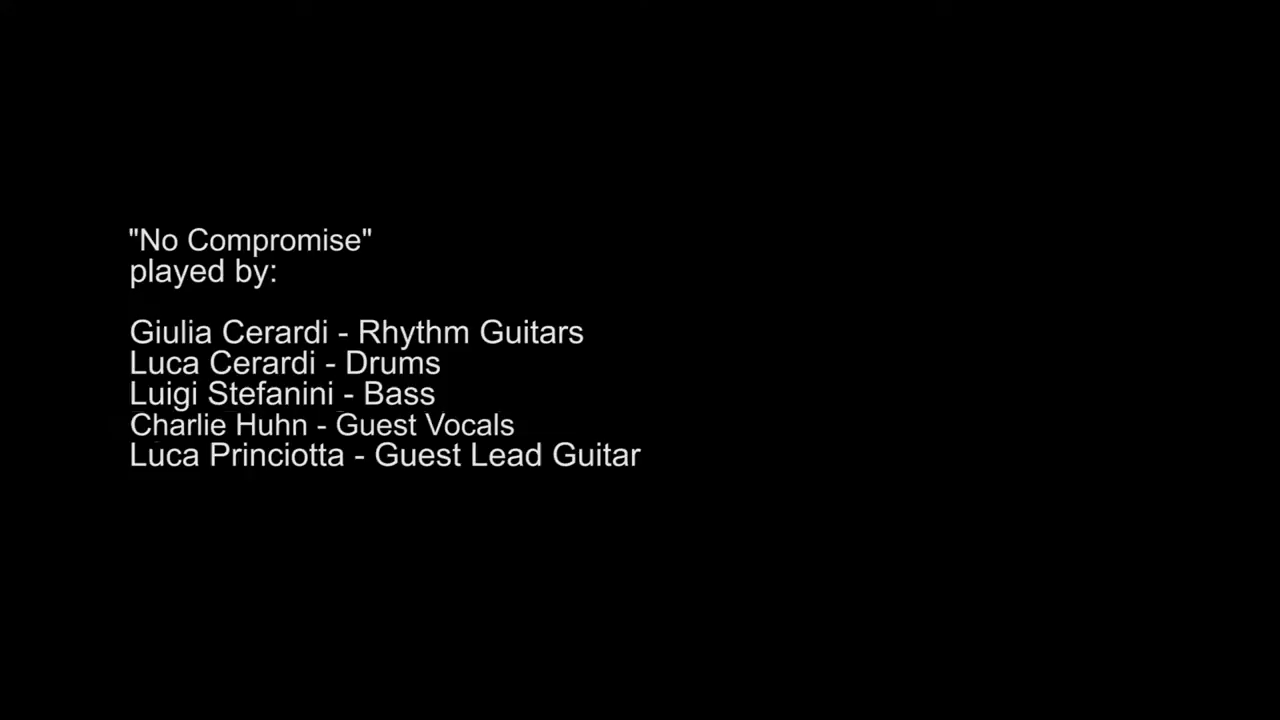 "No Compromise"
played by:
Giulia Cerardi - Rhythm Guitars
Luca Cerardi - Drums
Luigi Stefanini - Bass
Charlie Huhn - Guest Vocals
Luca Princiotta - Guest Lead Guitar